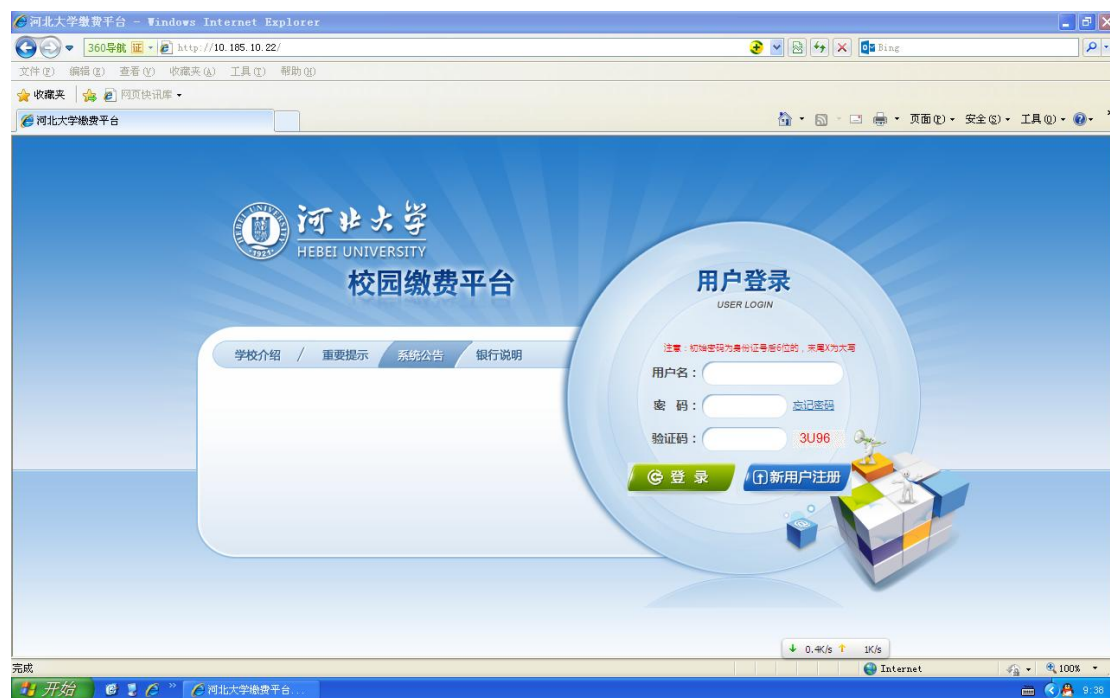 河北大学缴费平台 - Windows Internet Explorer
360导航 证 http://10.185.10.22/
Bing
文件(F) 编辑(E) 查看(V) 收藏夹(A) 工具(T) 帮助(H)
收藏夹 网页快讯库
河北大学缴费平台
页面(P) 安全(S) 工具(O)
河北大学
HEBEI UNIVERSITY
1921
校园缴费平台
用户登录
USER LOGIN
学校介绍 / 重要提示 系统公告 银行说明
注意：初始密码为身份证号后6位的，末尾X为大写
用户名：
密 码： 忘记密码
验证码： 3U96
登 录 新用户注册
0.4K/s 1K/s
完成 Internet 100%
开始 河北大学缴费平台... 9:38